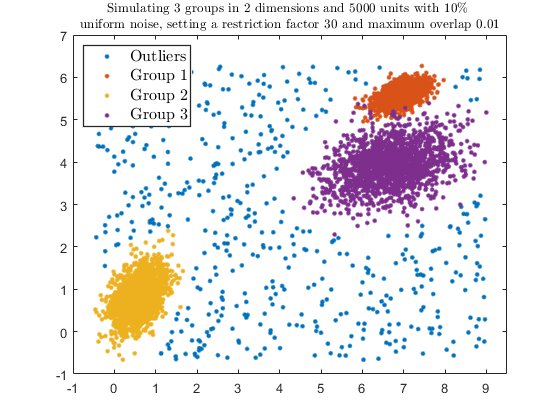 Simulating 3 groups in 2 dimensions and 5000 units with 10%
uniform noise, setting a restriction factor 30 and maximum overlap 0.01
7
6
5
4
3
2
1
0
-1
Outliers
Group 1
Group 2
Group 3
-1 0 1 2 3 4 5 6 7 8 9